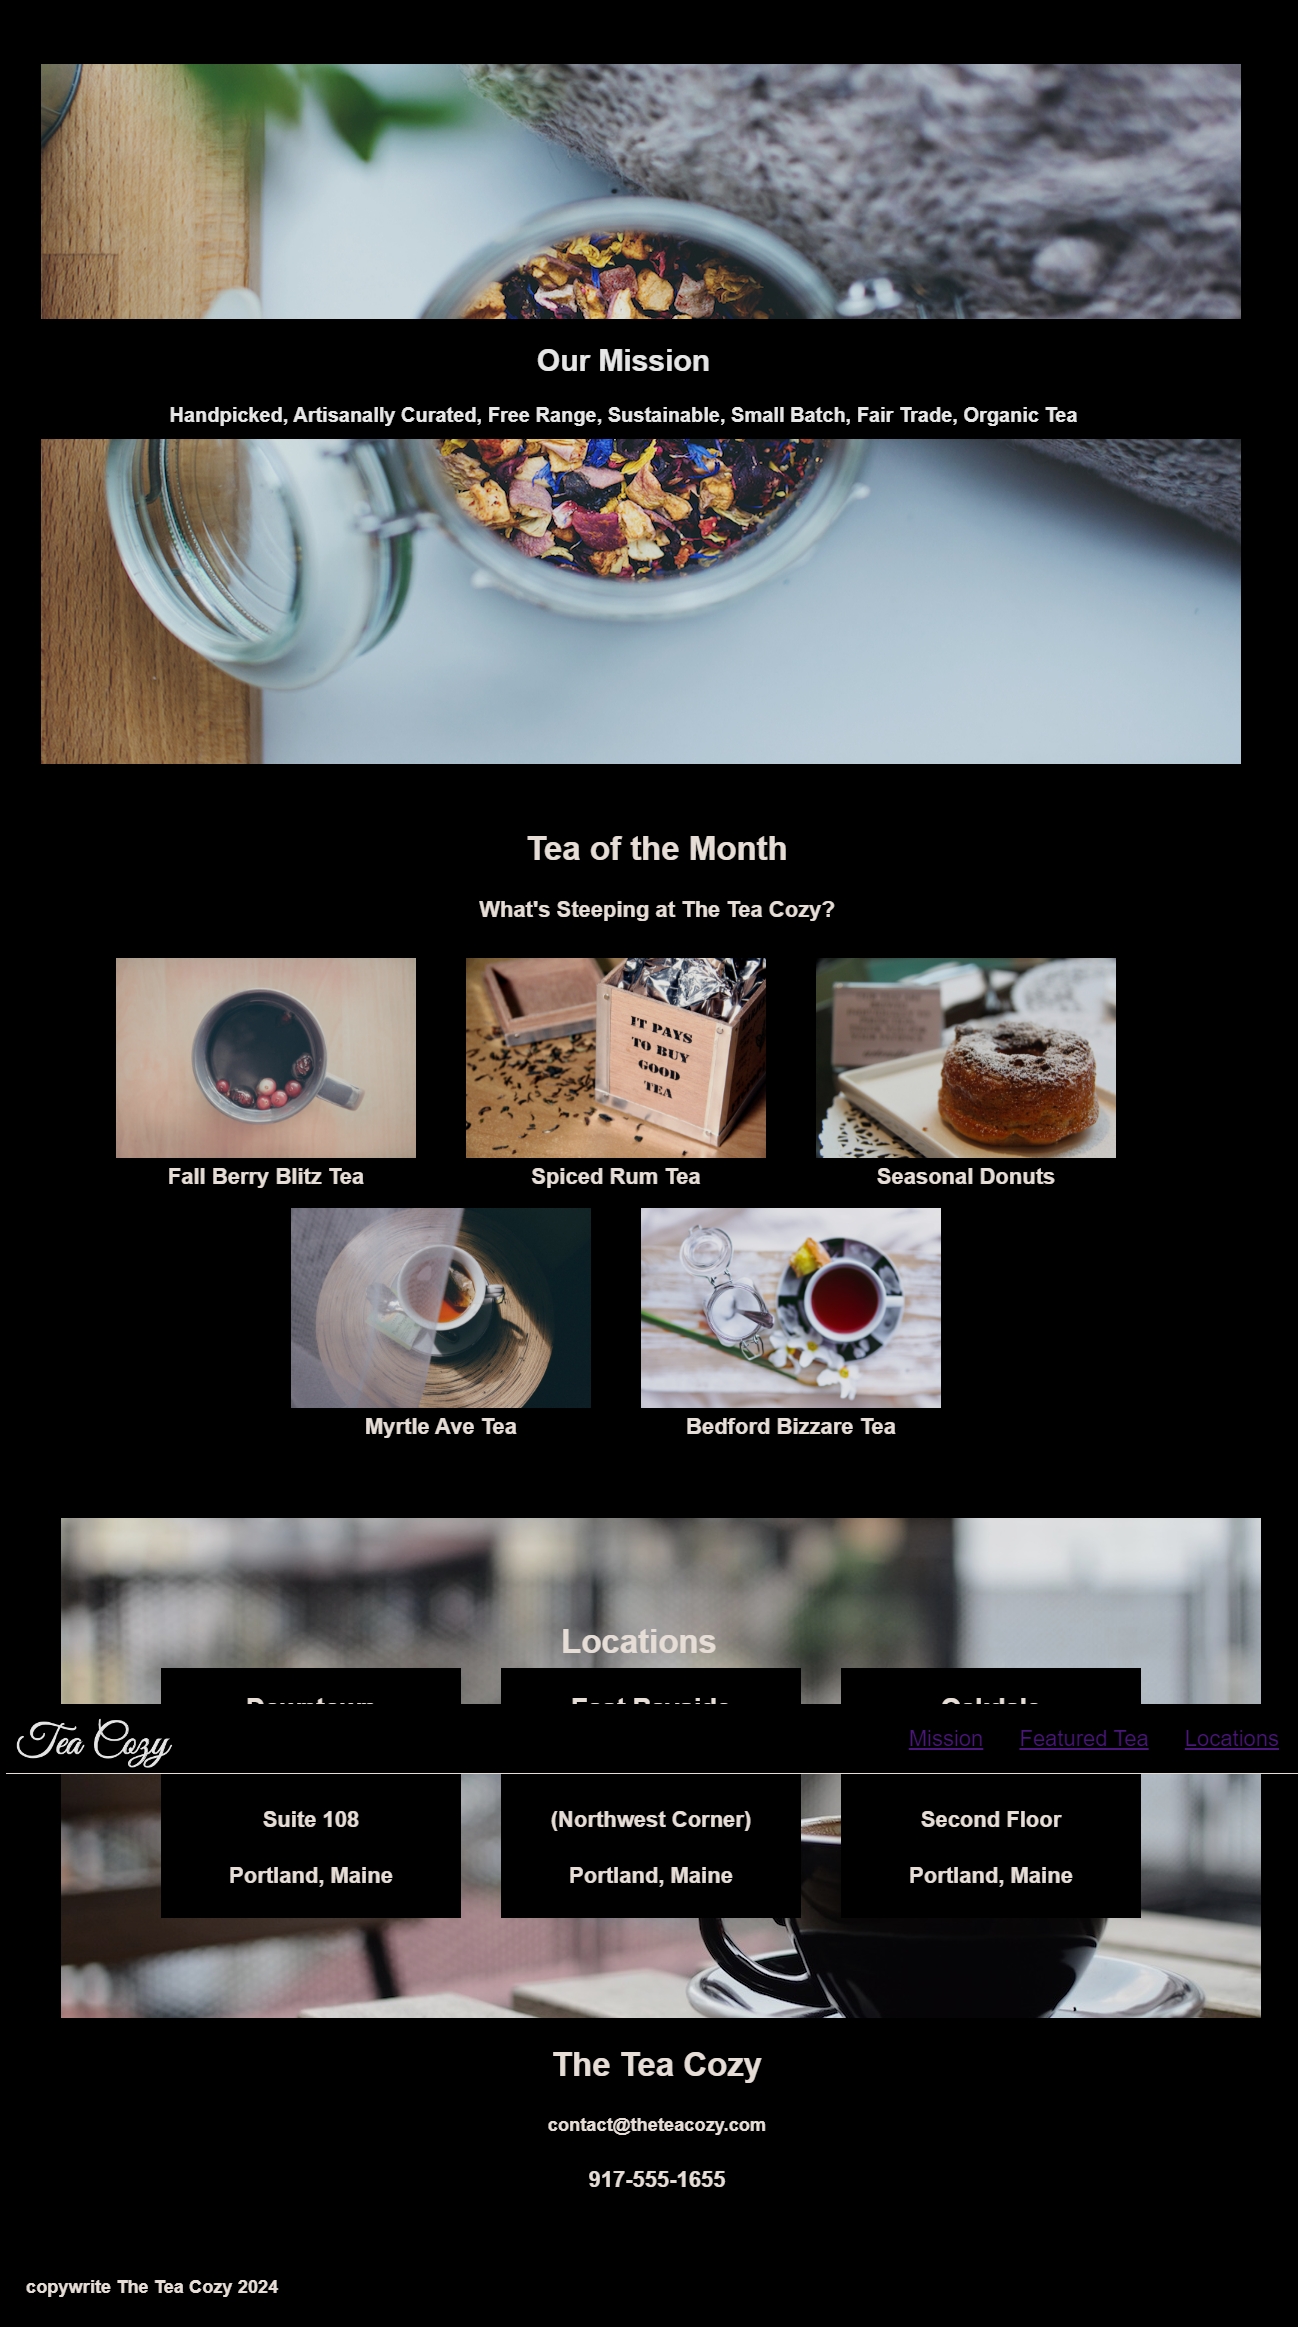 Our Mission
Handpicked, Artisanally Curated, Free Range, Sustainable, Small Batch, Fair Trade, Organic Tea
Tea of the Month
What's Steeping at The Tea Cozy?
IT PAYS
TO BUY
GOOD
TEA
Fall Berry Blitz Tea
Spiced Rum Tea
Seasonal Donuts
Myrtle Ave Tea
Bedford Bizzare Tea
Locations
Downtown
East Bayside
Oakdale
Tea Cozy
Mission
Featured Tea
Locations
Suite 108
(Northwest Corner)
Second Floor
Portland, Maine
Portland, Maine
Portland, Maine
The Tea Cozy
contact@theteacozy.com
917-555-1655
copywrite The Tea Cozy 2024